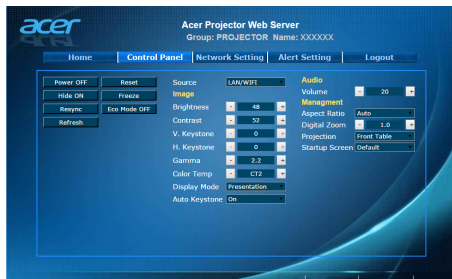 acer
Acer Projector Web Server
Group: PROJECTOR Name: XXXXXX
Home Control Panel Network Setting Alert Setting Logout
Power OFF Reset
Hide ON Freeze
Resync Eco Mode OFF
Refresh
Source LAN/WIFI
Image
Brightness - 48 +
Contrast - 52 +
V. Keystone - 0 +
H. Keystone - 0 +
Gamma - 2.2 +
Color Temp - CT2 +
Display Mode Presentation
Auto Keystone On
Audio
Volume - 20 +
Managment
Aspect Ratio Auto
Digital Zoom - 1.0 +
Projection Front Table
Startup Screen Default